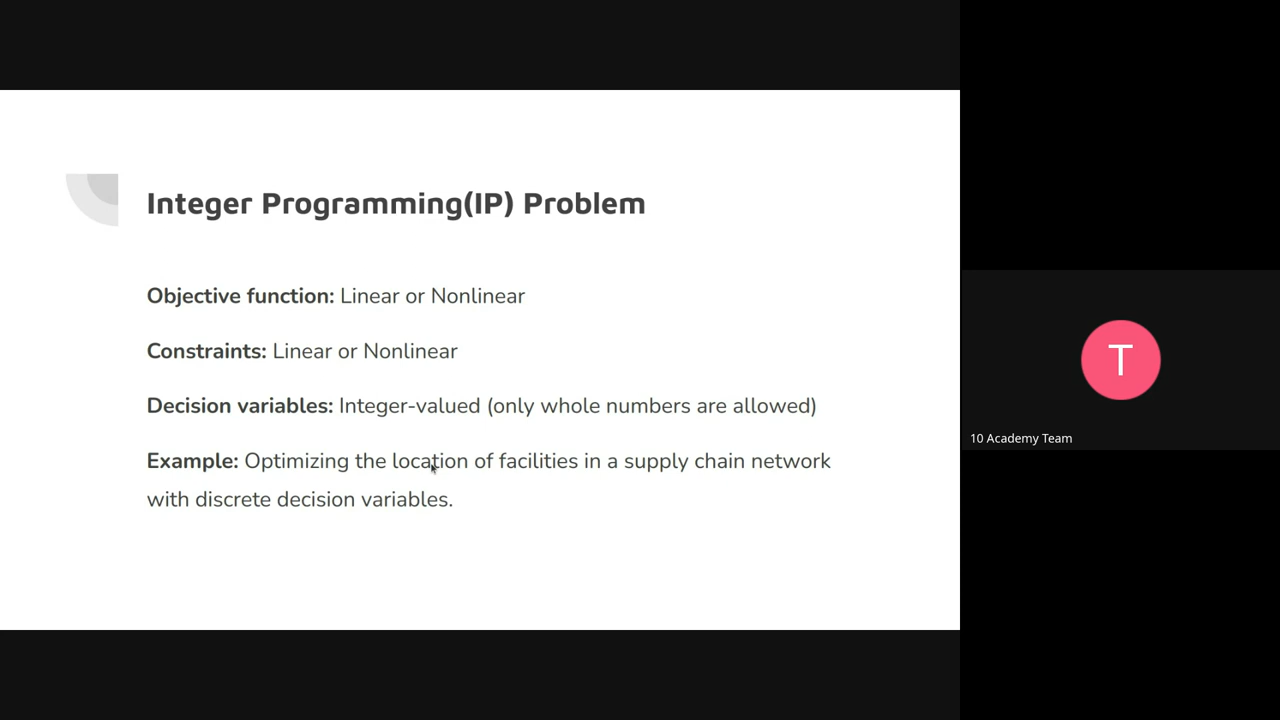 Integer Programming(IP) Problem
Objective function: Linear or Nonlinear
Constraints: Linear or Nonlinear
Decision variables: Integer-valued (only whole numbers are allowed)
Example: Optimizing the location of facilities in a supply chain network
with discrete decision variables.
T
10 Academy Team